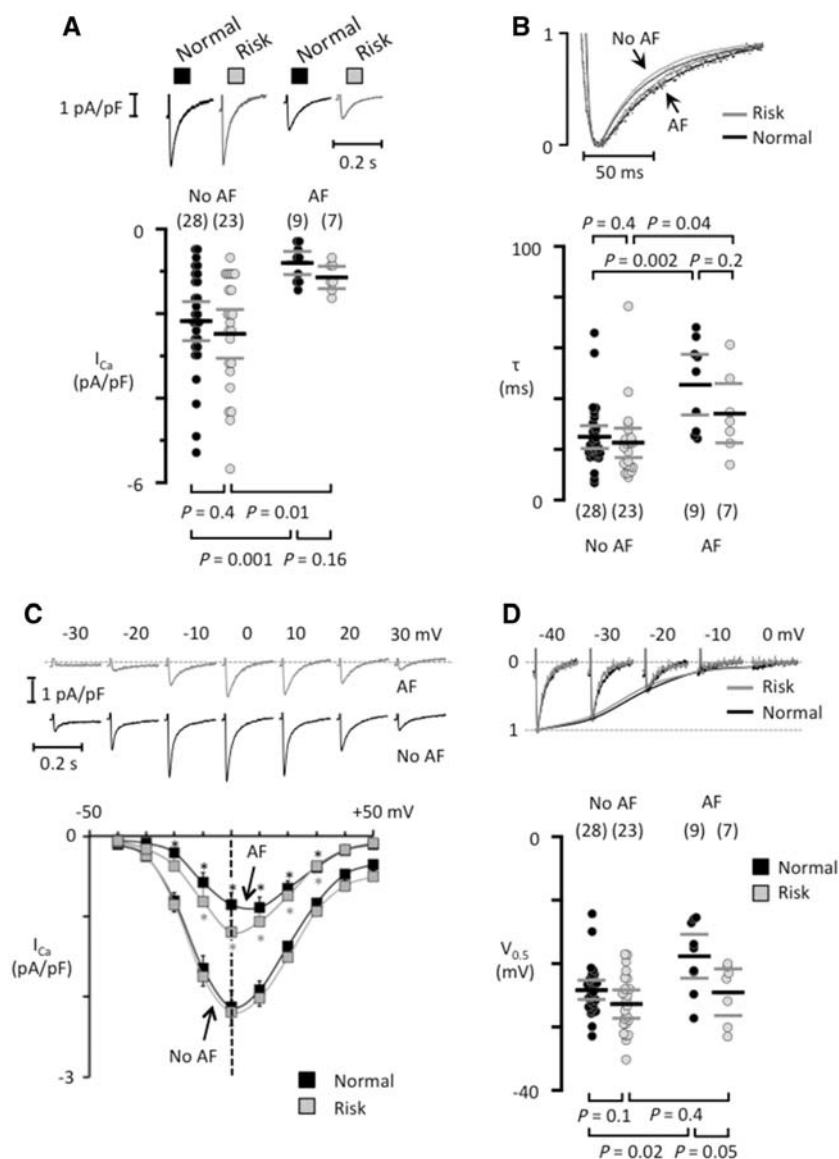 A
Normal Risk Normal Risk
1 pA/pF
0.2 s
No AF AF
(28) (23) (9) (7)
0
I_Ca
(pA/pF)
-6
P = 0.4 P = 0.01
P = 0.001 P = 0.16
B
1
No AF
AF
0
Risk
Normal
50 ms
P = 0.4 P = 0.04
100
P = 0.002 P = 0.2
τ
(ms)
0
(28) (23) (9) (7)
No AF AF
C
-30 -20 -10 0 10 20 30 mV
1 pA/pF
AF
0.2 s
No AF
-50 +50 mV
0
AF
* * * * * *
* * * * *
I_Ca
(pA/pF)
No AF
-3
Normal
Risk
D
-40 -30 -20 -10 0 mV
0
Risk
Normal
1
No AF AF
0
(28) (23) (9) (7)
Normal
Risk
V_0.5
(mV)
-40
P = 0.1 P = 0.4
P = 0.02 P = 0.05